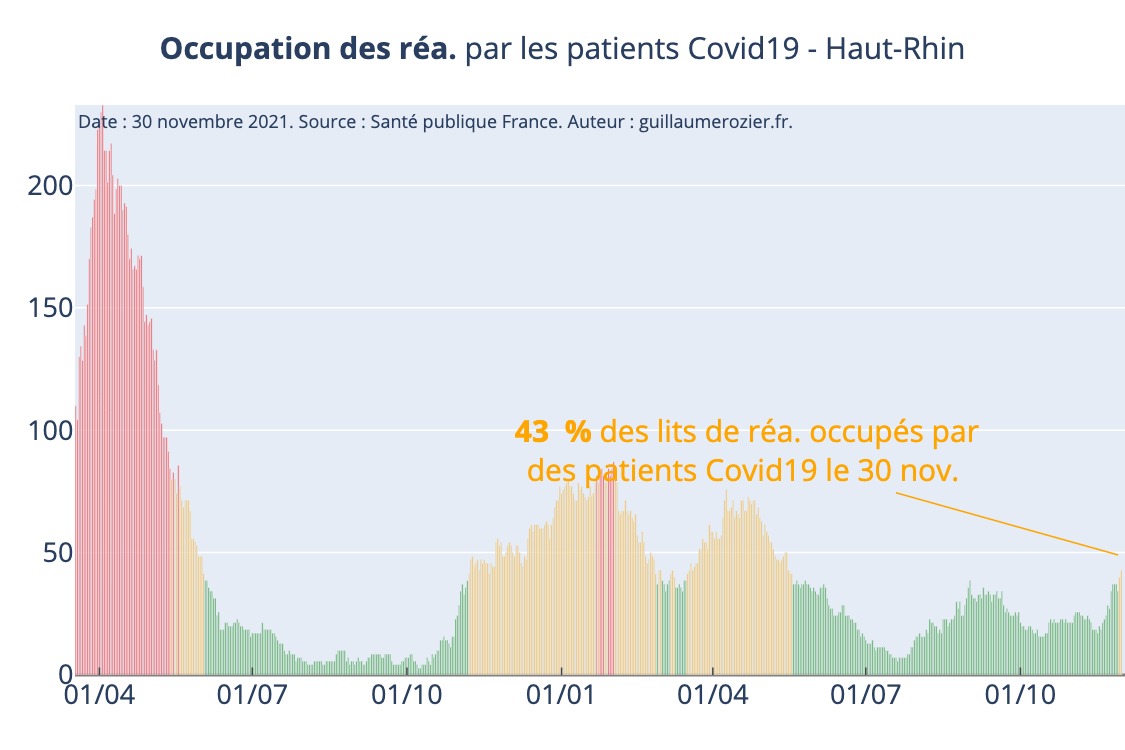 Occupation des réa. par les patients Covid19 - Haut-Rhin
Date : 30 novembre 2021. Source : Santé publique France. Auteur : guillaumerozier.fr.
200
150
100
43  % des lits de réa. occupés par
des patients Covid19 le 30 nov.
50
0
01/04 01/07 01/10 01/01 01/04 01/07 01/10